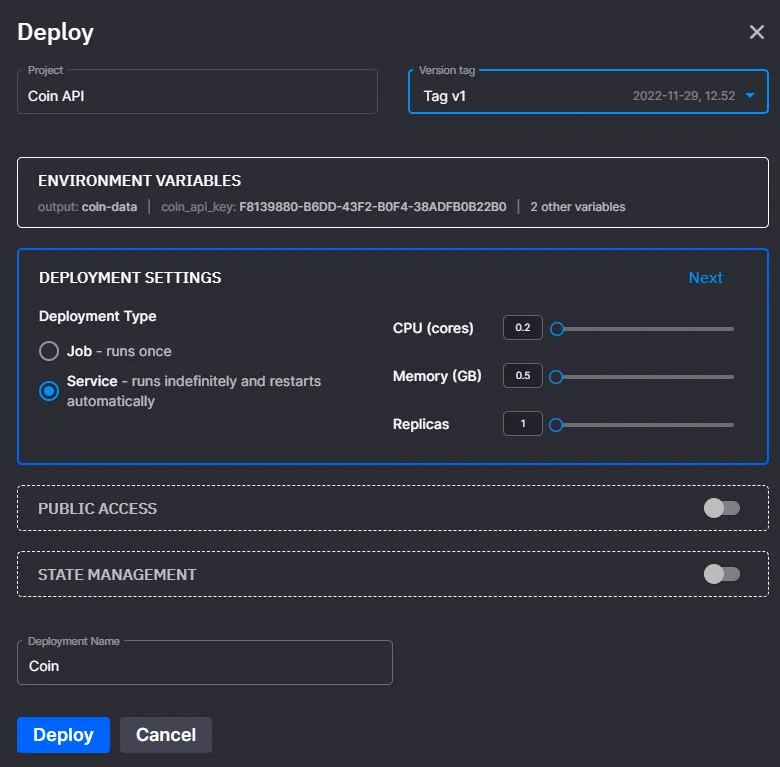 Deploy
Project
Coin API
Version tag
Tag v1 2022-11-29, 12.52
ENVIRONMENT VARIABLES
output: coin-data | coin_api_key: F8139880-B6DD-43F2-B0F4-38ADFB0B22B0 | 2 other variables
DEPLOYMENT SETTINGS Next
Deployment Type
Job - runs once
Service - runs indefinitely and restarts
automatically
CPU (cores) 0.2
Memory (GB) 0.5
Replicas 1
PUBLIC ACCESS
STATE MANAGEMENT
Deployment Name
Coin
Deploy Cancel